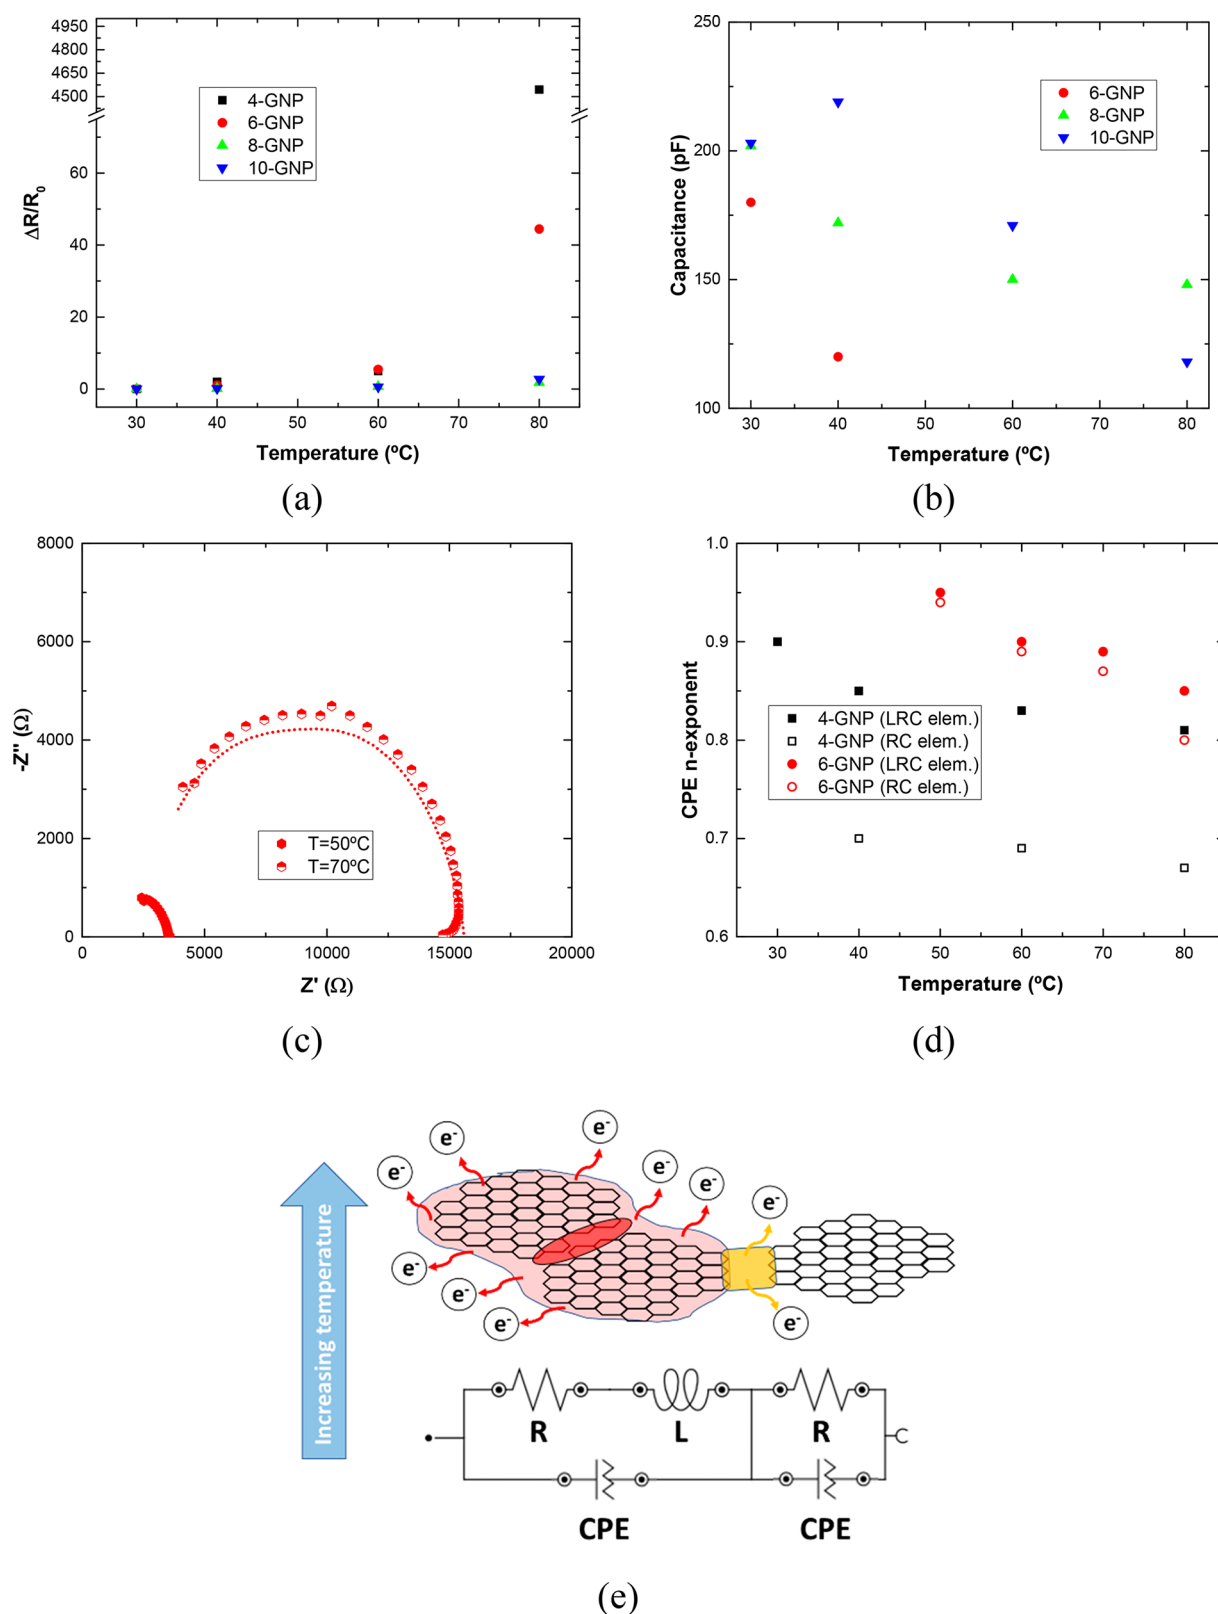 4950
4800
4650
4500
60
40
20
0
ΔR/R0
4-GNP
6-GNP
8-GNP
10-GNP
30 40 50 60 70 80
Temperature (ºC)
(a)
250
200
150
100
Capacitance (pF)
6-GNP
8-GNP
10-GNP
30 40 50 60 70 80
Temperature (ºC)
(b)
8000
6000
4000
2000
0
-Z'' (Ω)
T=50ºC
T=70ºC
0 5000 10000 15000 20000
Z' (Ω)
(c)
1.0
0.9
0.8
0.7
0.6
CPE n-exponent
4-GNP (LRC elem.)
4-GNP (RC elem.)
6-GNP (LRC elem.)
6-GNP (RC elem.)
30 40 50 60 70 80
Temperature (ºC)
(d)
Increasing temperature
e-
e-
e-
e-
e-
e-
e-
e-
e-
e-
R L R
CPE CPE
(e)